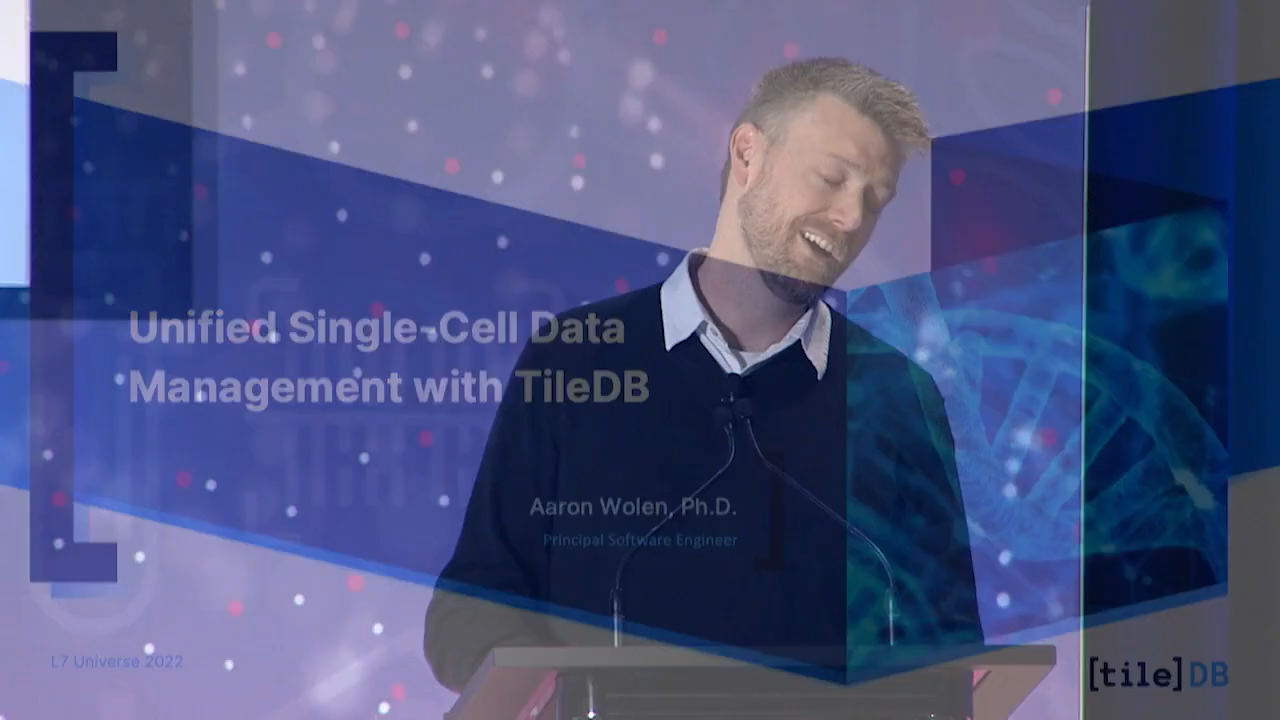 Unified Single-Cell Data
Management with TileDB
Aaron Wolen, Ph.D.
Principal Software Engineer
L7 Universe 2022
[tile]DB